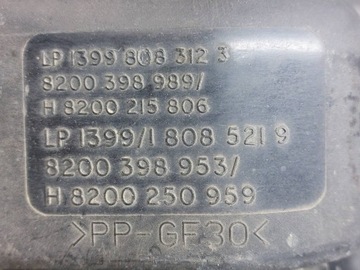 LP 1399 808 312 3
8200 398 989/
H 8200 215 806
LP 1399/1 808 521 9
8200 398 953/
H 8200 250 959
>PP-GF30<